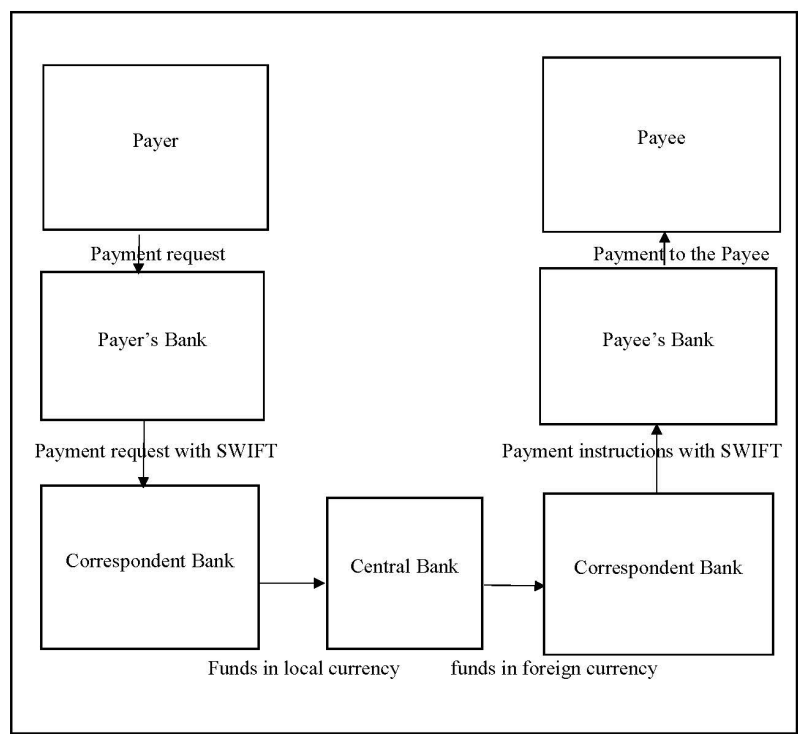 Payer
Payee
Payment request
Payment to the Payee
Payer's Bank
Payee's Bank
Payment request with SWIFT
Payment instructions with SWIFT
Correspondent Bank
Central Bank
Correspondent Bank
Funds in local currency
funds in foreign currency